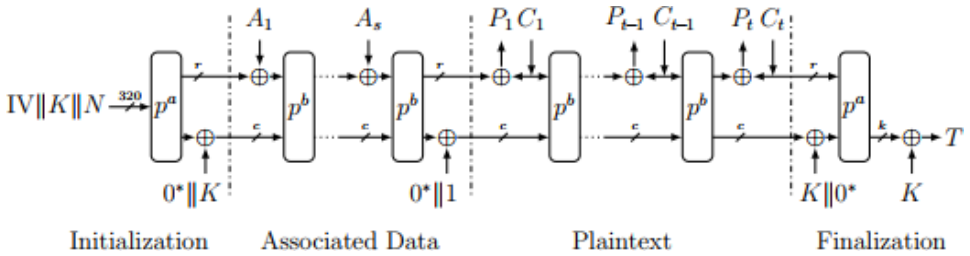 A₁ Aₛ P₁ C₁ Pₜ₋₁ Cₜ₋₁ Pₜ Cₜ
r r r
IV‖K‖N 320 pᵃ pᵇ pᵇ pᵇ pᵇ pᵃ
c c c c c k T
0*‖K 0*‖1 K‖0* K
Initialization Associated Data Plaintext Finalization